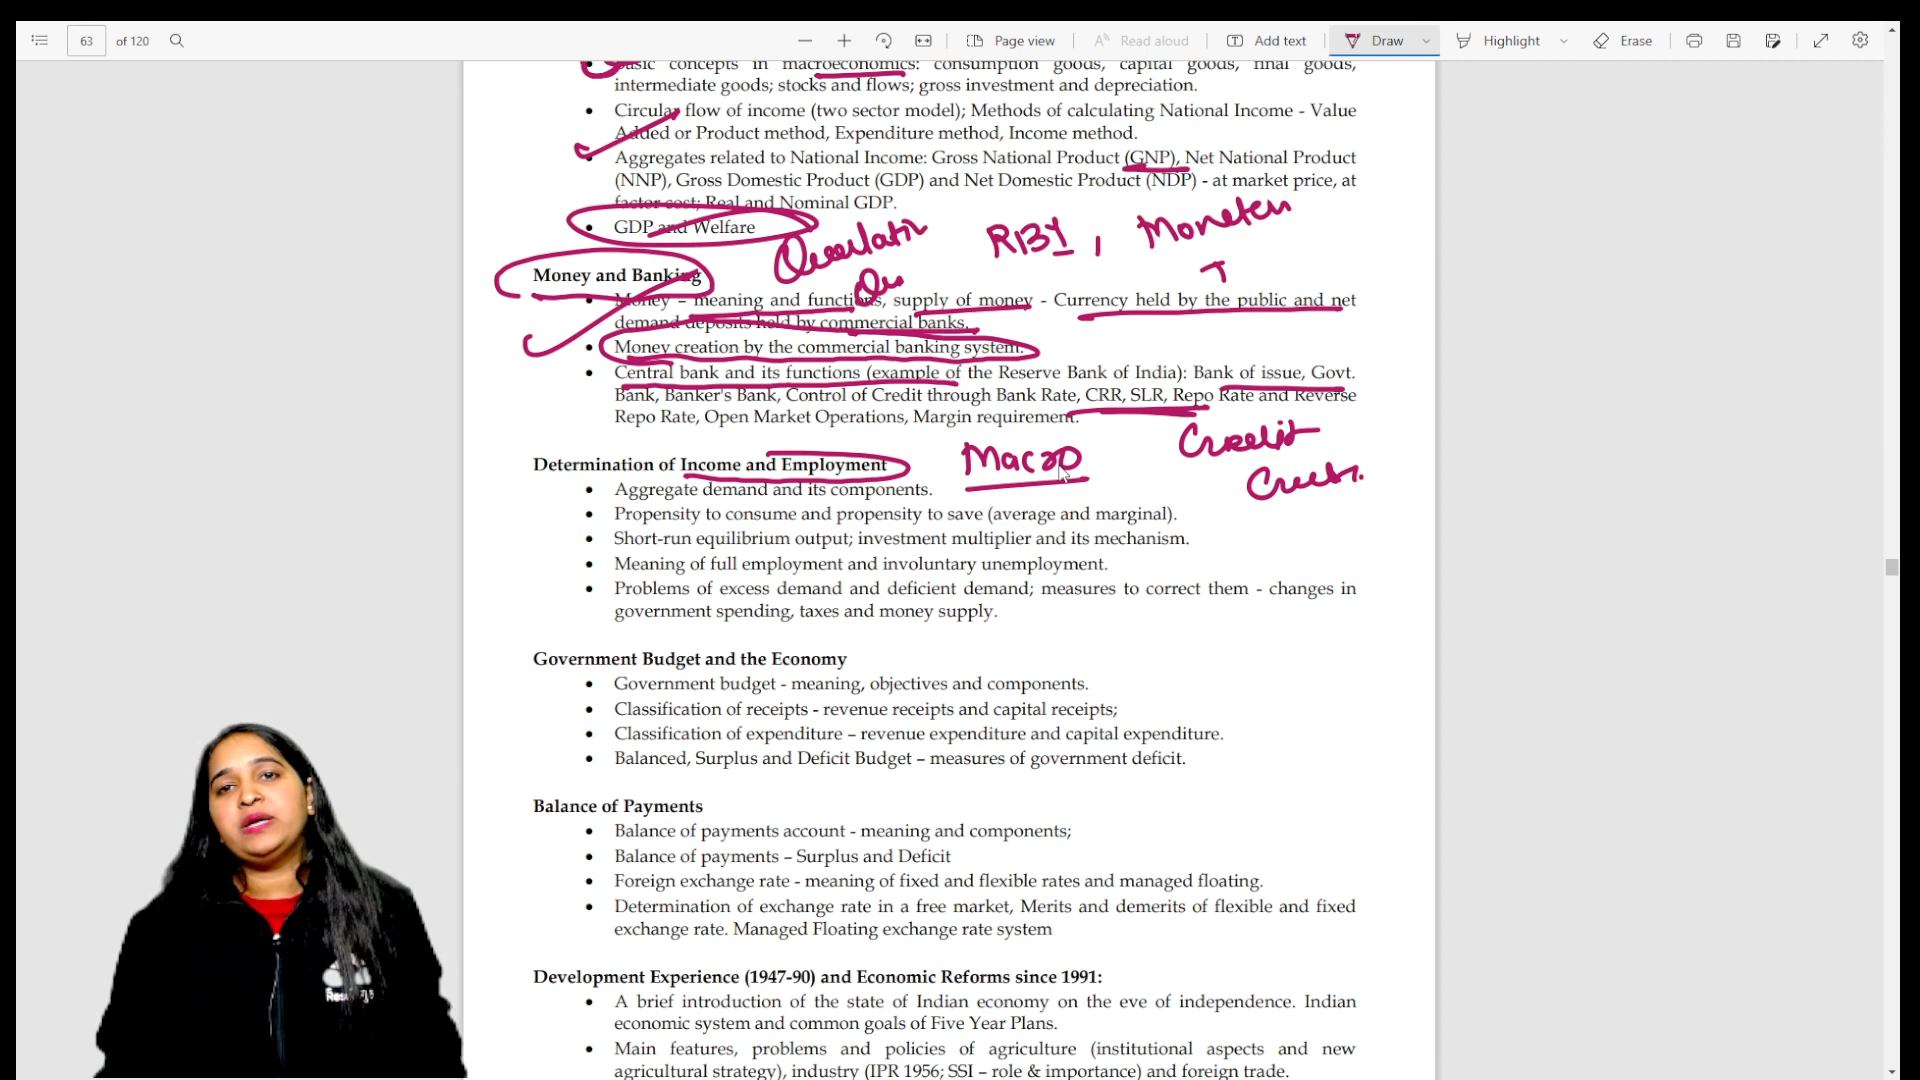 63 of 120 Page view Read aloud Add text Draw Highlight Erase
Basic concepts in macroeconomics: consumption goods, capital goods, final goods,
intermediate goods; stocks and flows; gross investment and depreciation.
• Circular flow of income (two sector model); Methods of calculating National Income - Value
Added or Product method, Expenditure method, Income method.
• Aggregates related to National Income: Gross National Product (GNP), Net National Product
(NNP), Gross Domestic Product (GDP) and Net Domestic Product (NDP) - at market price, at
factor cost; Real and Nominal GDP.
• GDP and Welfare
RBI,
Money and Banking
• Money – meaning and functions, supply of money - Currency held by the public and net
demand deposits held by commercial banks.
• Money creation by the commercial banking system.
• Central bank and its functions (example of the Reserve Bank of India): Bank of issue, Govt.
Bank, Banker's Bank, Control of Credit through Bank Rate, CRR, SLR, Repo Rate and Reverse
Repo Rate, Open Market Operations, Margin requirement.
Credit
Determination of Income and Employment Macro
• Aggregate demand and its components.
• Propensity to consume and propensity to save (average and marginal).
• Short-run equilibrium output; investment multiplier and its mechanism.
• Meaning of full employment and involuntary unemployment.
• Problems of excess demand and deficient demand; measures to correct them - changes in
government spending, taxes and money supply.
Government Budget and the Economy
• Government budget - meaning, objectives and components.
• Classification of receipts - revenue receipts and capital receipts;
• Classification of expenditure – revenue expenditure and capital expenditure.
• Balanced, Surplus and Deficit Budget – measures of government deficit.
Balance of Payments
• Balance of payments account - meaning and components;
• Balance of payments – Surplus and Deficit
• Foreign exchange rate - meaning of fixed and flexible rates and managed floating.
• Determination of exchange rate in a free market, Merits and demerits of flexible and fixed
exchange rate. Managed Floating exchange rate system
Development Experience (1947-90) and Economic Reforms since 1991:
• A brief introduction of the state of Indian economy on the eve of independence. Indian
economic system and common goals of Five Year Plans.
• Main features, problems and policies of agriculture (institutional aspects and new
agricultural strategy), industry (IPR 1956; SSI – role & importance) and foreign trade.